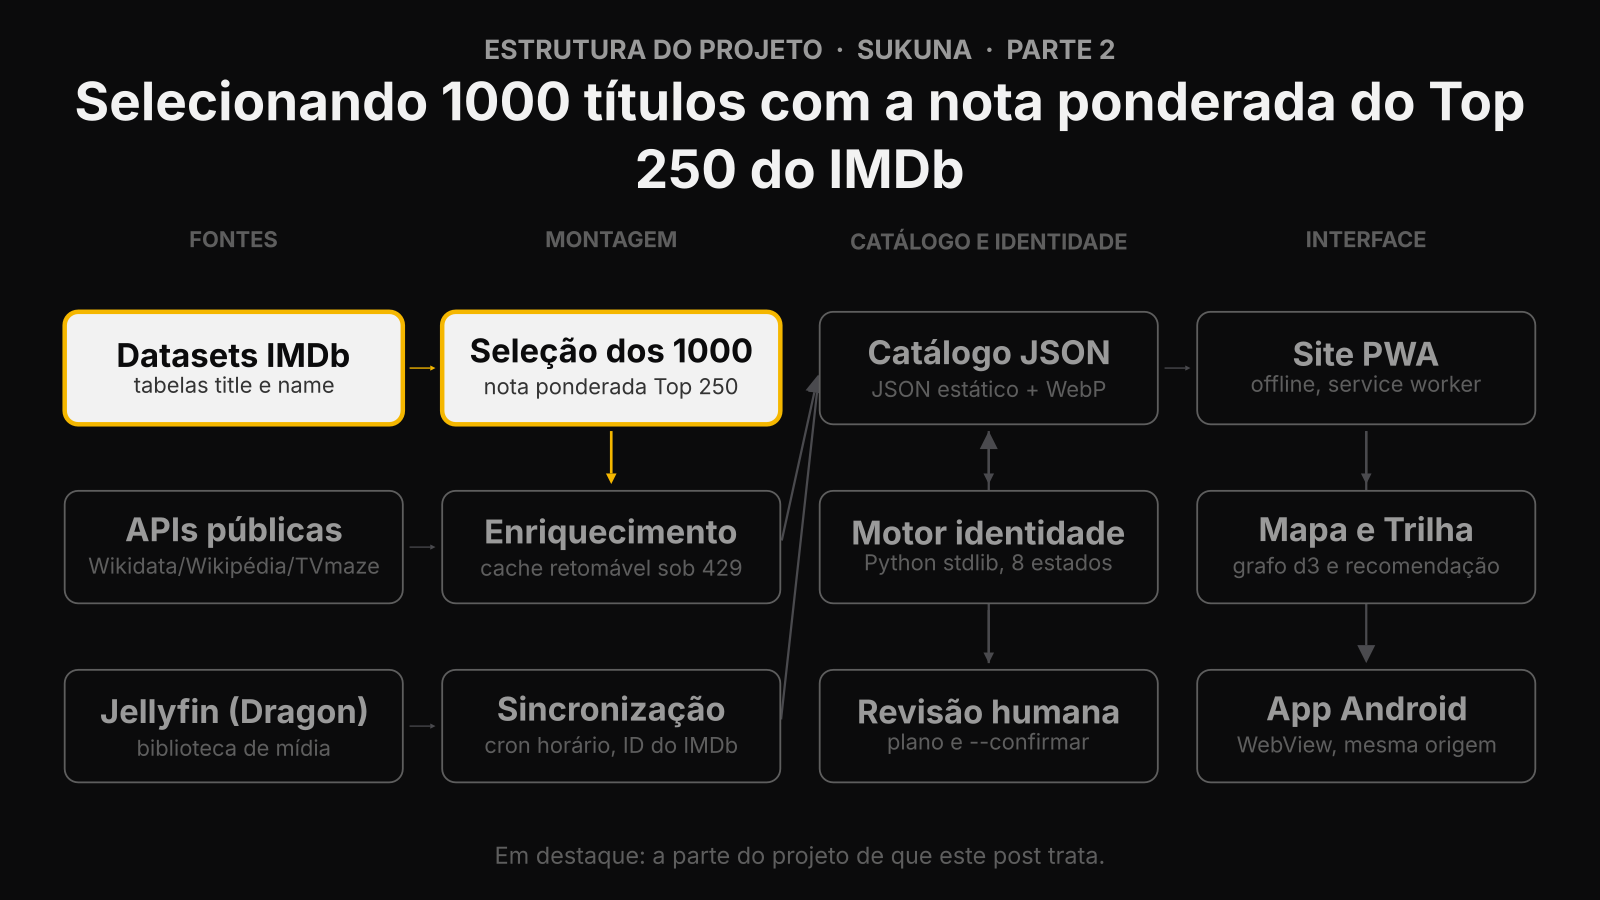 ESTRUTURA DO PROJETO · SUKUNA · PARTE 2
Selecionando 1000 títulos com a nota ponderada do Top
250 do IMDb
FONTES
MONTAGEM
CATÁLOGO E IDENTIDADE
INTERFACE
Datasets IMDb
tabelas title e name
Seleção dos 1000
nota ponderada Top 250
Catálogo JSON
JSON estático + WebP
Site PWA
offline, service worker
APIs públicas
Wikidata/Wikipédia/TVmaze
Enriquecimento
cache retomável sob 429
Motor identidade
Python stdlib, 8 estados
Mapa e Trilha
grafo d3 e recomendação
Jellyfin (Dragon)
biblioteca de mídia
Sincronização
cron horário, ID do IMDb
Revisão humana
plano e --confirmar
App Android
WebView, mesma origem
Em destaque: a parte do projeto de que este post trata.